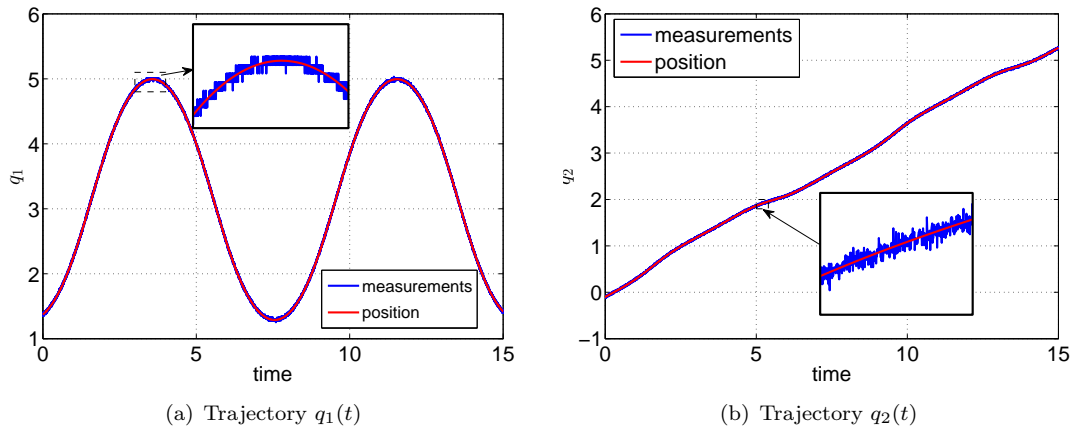 6
5
4
3
2
1
q1
0
5
10
15
time
measurements
position
(a) Trajectory q1(t)
6
5
4
3
2
1
0
−1
q2
0
5
10
15
time
measurements
position
(b) Trajectory q2(t)